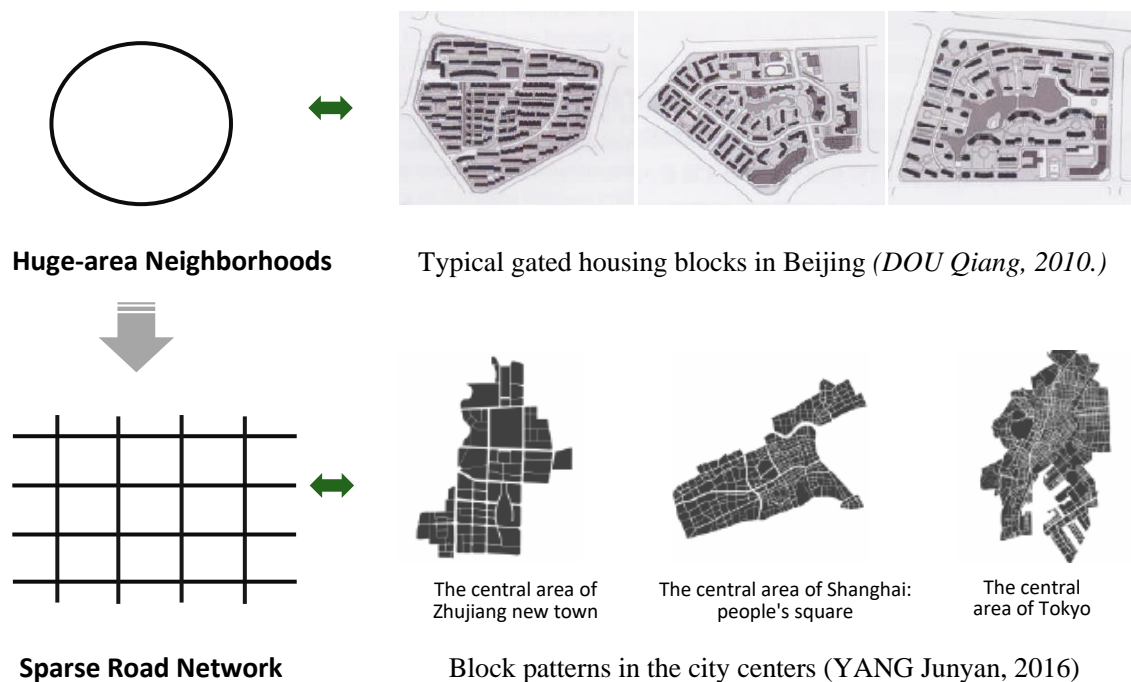 Huge-area Neighborhoods
Typical gated housing blocks in Beijing (DOU Qiang, 2010.)
The central area of
Zhujiang new town
The central area of Shanghai:
people's square
The central
area of Tokyo
Sparse Road Network
Block patterns in the city centers (YANG Junyan, 2016)